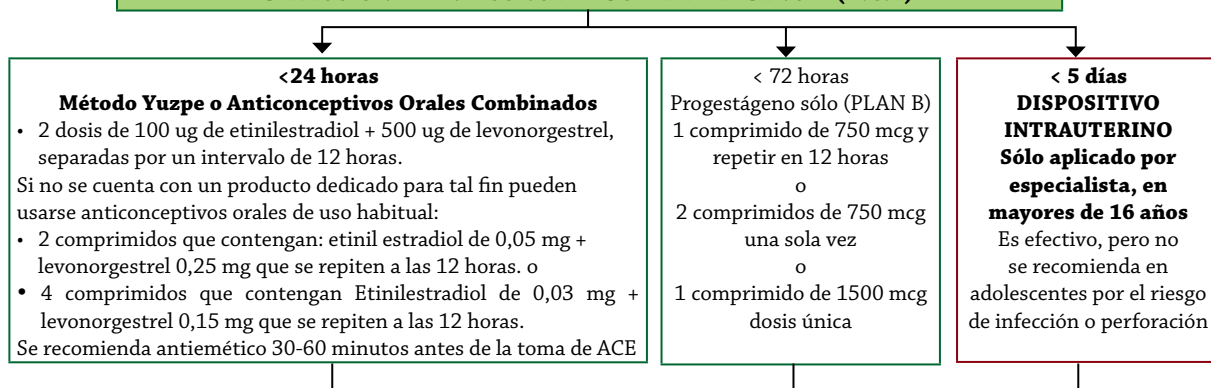 <24 horas
Método Yuzpe o Anticonceptivos Orales Combinados
• 2 dosis de 100 ug de etinilestradiol + 500 ug de levonorgestrel,
separadas por un intervalo de 12 horas.
Si no se cuenta con un producto dedicado para tal fin pueden
usarse anticonceptivos orales de uso habitual:
• 2 comprimidos que contengan: etinil estradiol de 0,05 mg +
levonorgestrel 0,25 mg que se repiten a las 12 horas. o
• 4 comprimidos que contengan Etinilestradiol de 0,03 mg +
levonorgestrel 0,15 mg que se repiten a las 12 horas.
Se recomienda antiemético 30-60 minutos antes de la toma de ACE
< 72 horas
Progestágeno sólo (PLAN B)
1 comprimido de 750 mcg y
repetir en 12 horas
o
2 comprimidos de 750 mcg
una sola vez
o
1 comprimido de 1500 mcg
dosis única
< 5 días
DISPOSITIVO
INTRAUTERINO
Sólo aplicado por
especialista, en
mayores de 16 años
Es efectivo, pero no
se recomienda en
adolescentes por el riesgo
de infección o perforación